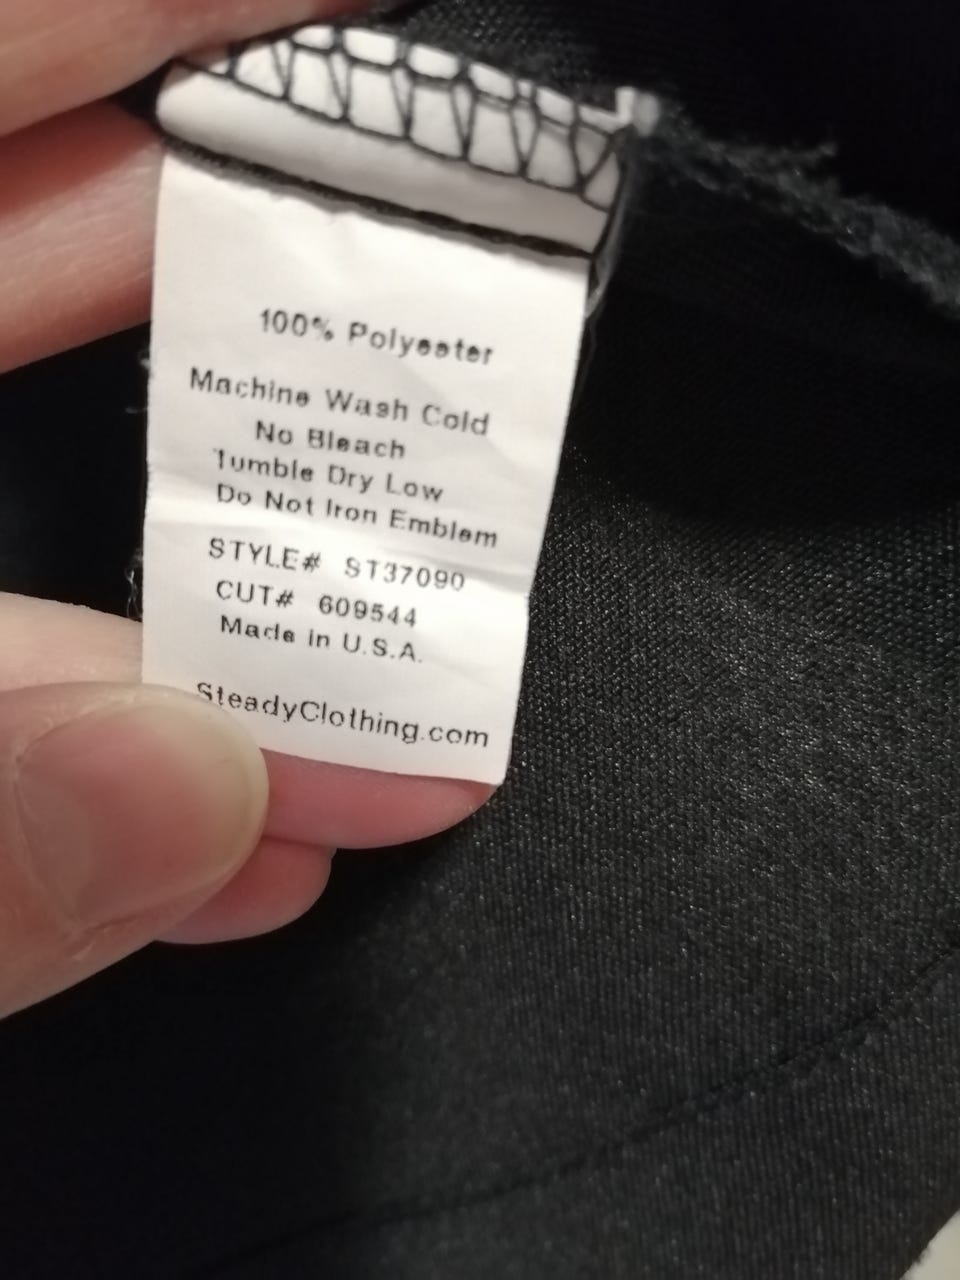 100% Polyester
Machine Wash Cold
No Bleach
Tumble Dry Low
Do Not Iron Emblem
STYLE# ST37090
CUT# 609544
Made in U.S.A.
SteadyClothing.com